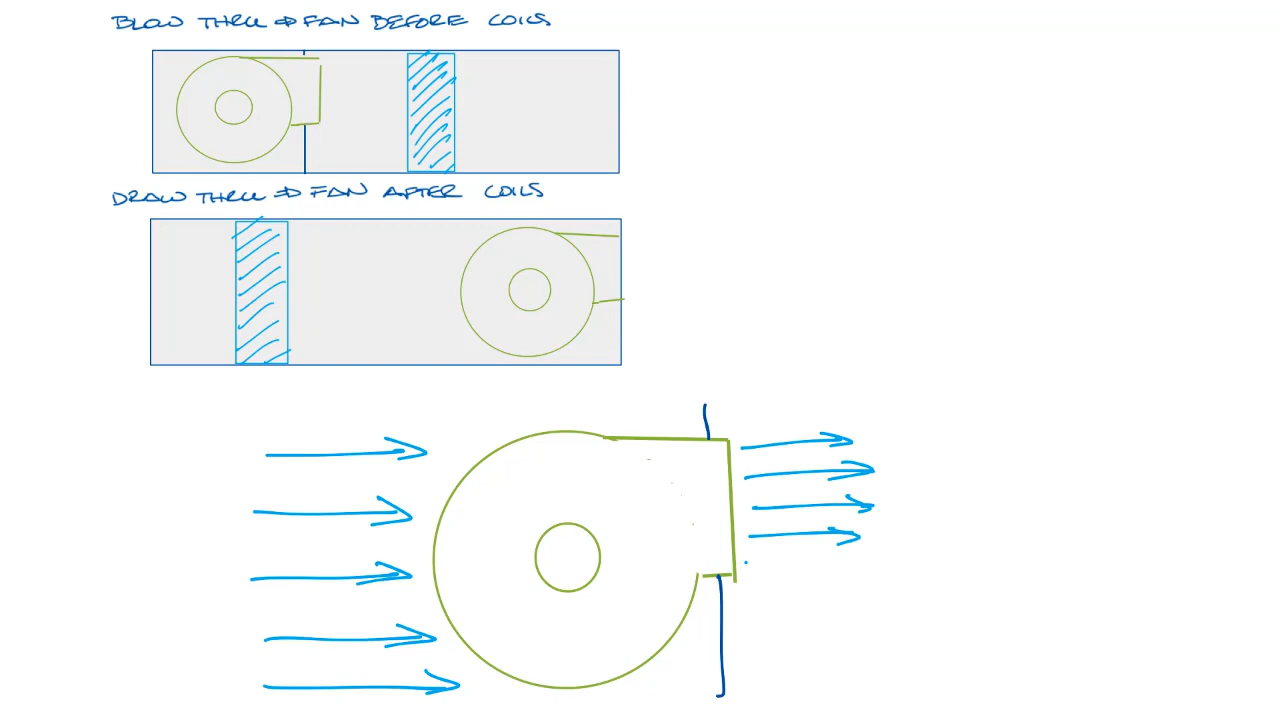 BLOW THRU ⇒ FAN BEFORE COILS
DRAW THRU ⇒ FAN AFTER COILS